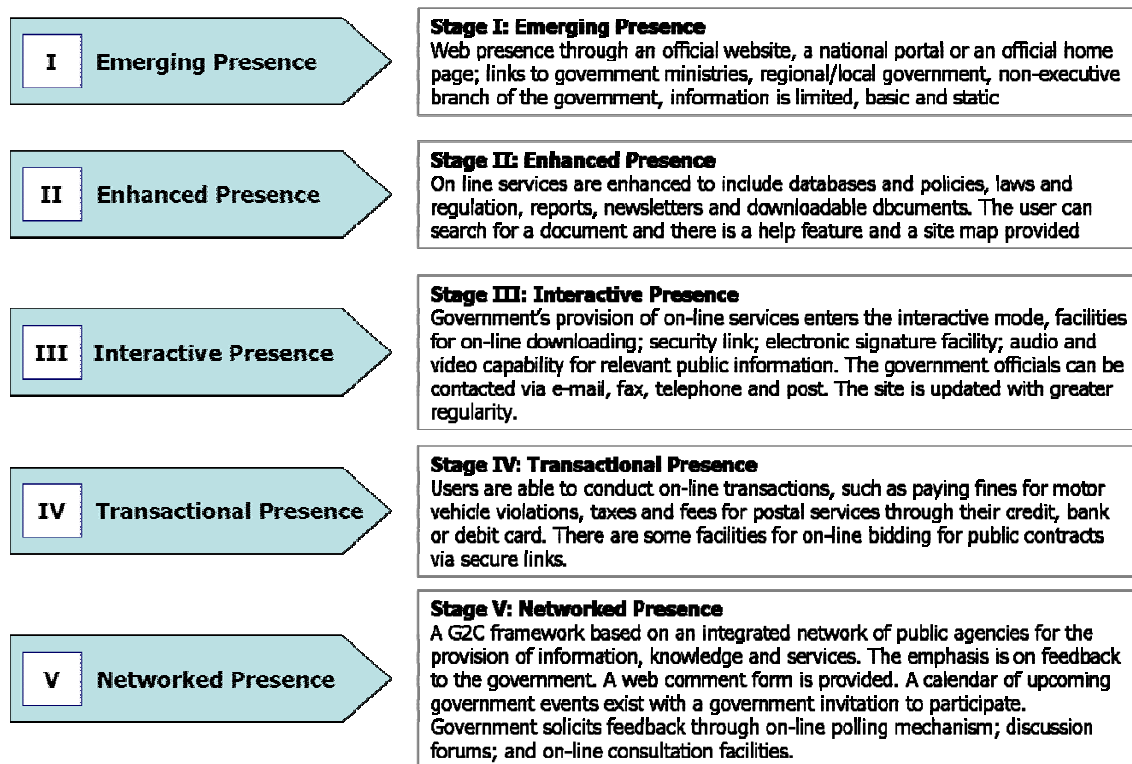 I Emerging Presence
Stage I: Emerging Presence
Web presence through an official website, a national portal or an official home
page; links to government ministries, regional/local government, non-executive
branch of the government, information is limited, basic and static
II Enhanced Presence
Stage II: Enhanced Presence
On line services are enhanced to include databases and policies, laws and
regulation, reports, newsletters and downloadable documents. The user can
search for a document and there is a help feature and a site map provided
III Interactive Presence
Stage III: Interactive Presence
Government's provision of on-line services enters the interactive mode, facilities
for on-line downloading; security link; electronic signature facility; audio and
video capability for relevant public information. The government officials can be
contacted via e-mail, fax, telephone and post. The site is updated with greater
regularity.
IV Transactional Presence
Stage IV: Transactional Presence
Users are able to conduct on-line transactions, such as paying fines for motor
vehicle violations, taxes and fees for postal services through their credit, bank
or debit card. There are some facilities for on-line bidding for public contracts
via secure links.
V Networked Presence
Stage V: Networked Presence
A G2C framework based on an integrated network of public agencies for the
provision of information, knowledge and services. The emphasis is on feedback
to the government. A web comment form is provided. A calendar of upcoming
government events exist with a government invitation to participate.
Government solicits feedback through on-line polling mechanism; discussion
forums; and on-line consultation facilities.